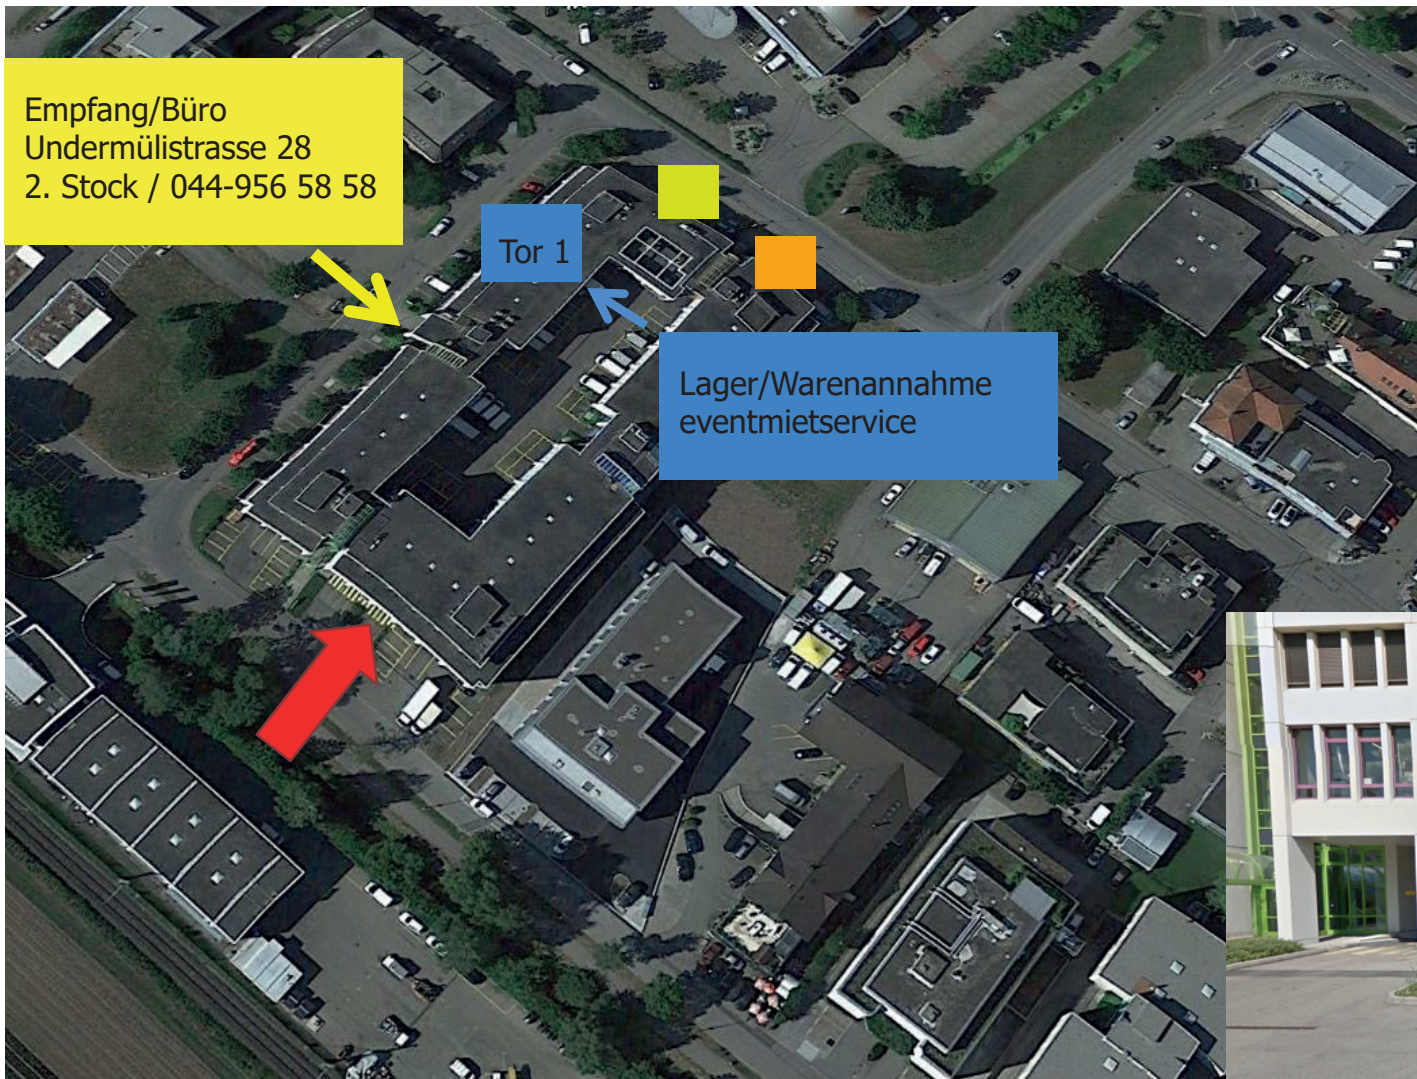 Empfang/Büro
Undermülistrasse 28
2. Stock / 044-956 58 58
Tor 1
Lager/Warenannahme
eventmietservice